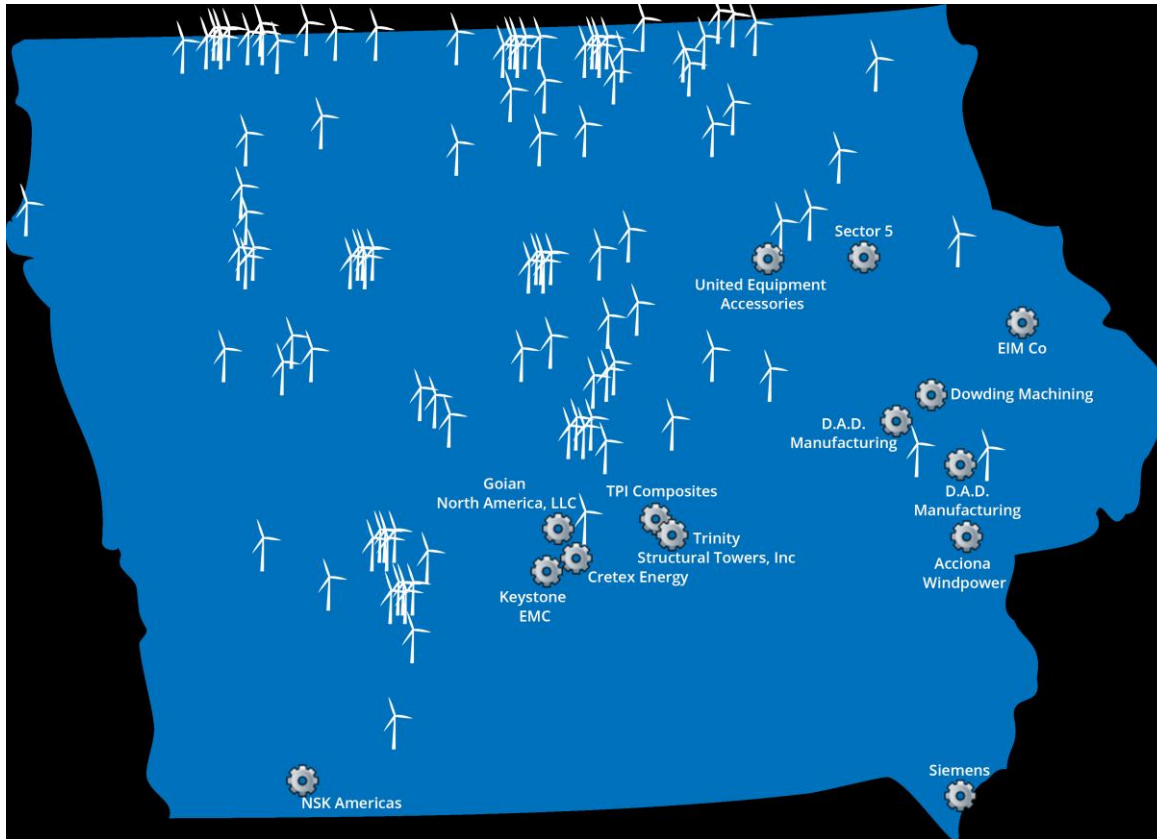 Sector 5
United Equipment
Accessories
EIM Co
Dowding Machining
D.A.D.
Manufacturing
Goian
North America, LLC
TPI Composites
D.A.D.
Manufacturing
Trinity
Structural Towers, Inc
Cretex Energy
Keystone
EMC
Acciona
Windpower
Siemens
NSK Americas